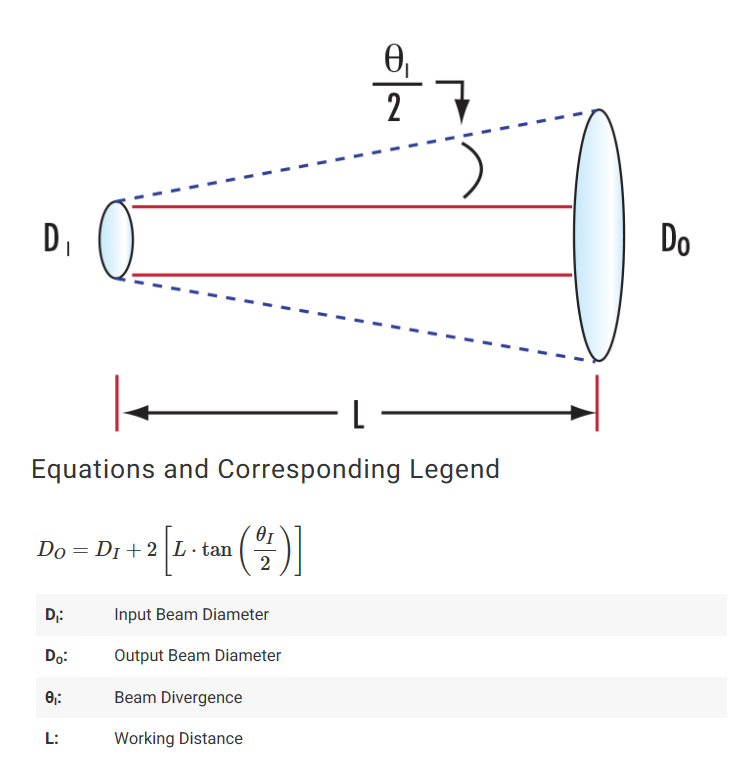 θI
2
DI
DO
L
Equations and Corresponding Legend
DO = DI + 2 [L · tan (θI/2)]
DI: Input Beam Diameter
DO: Output Beam Diameter
θI: Beam Divergence
L: Working Distance